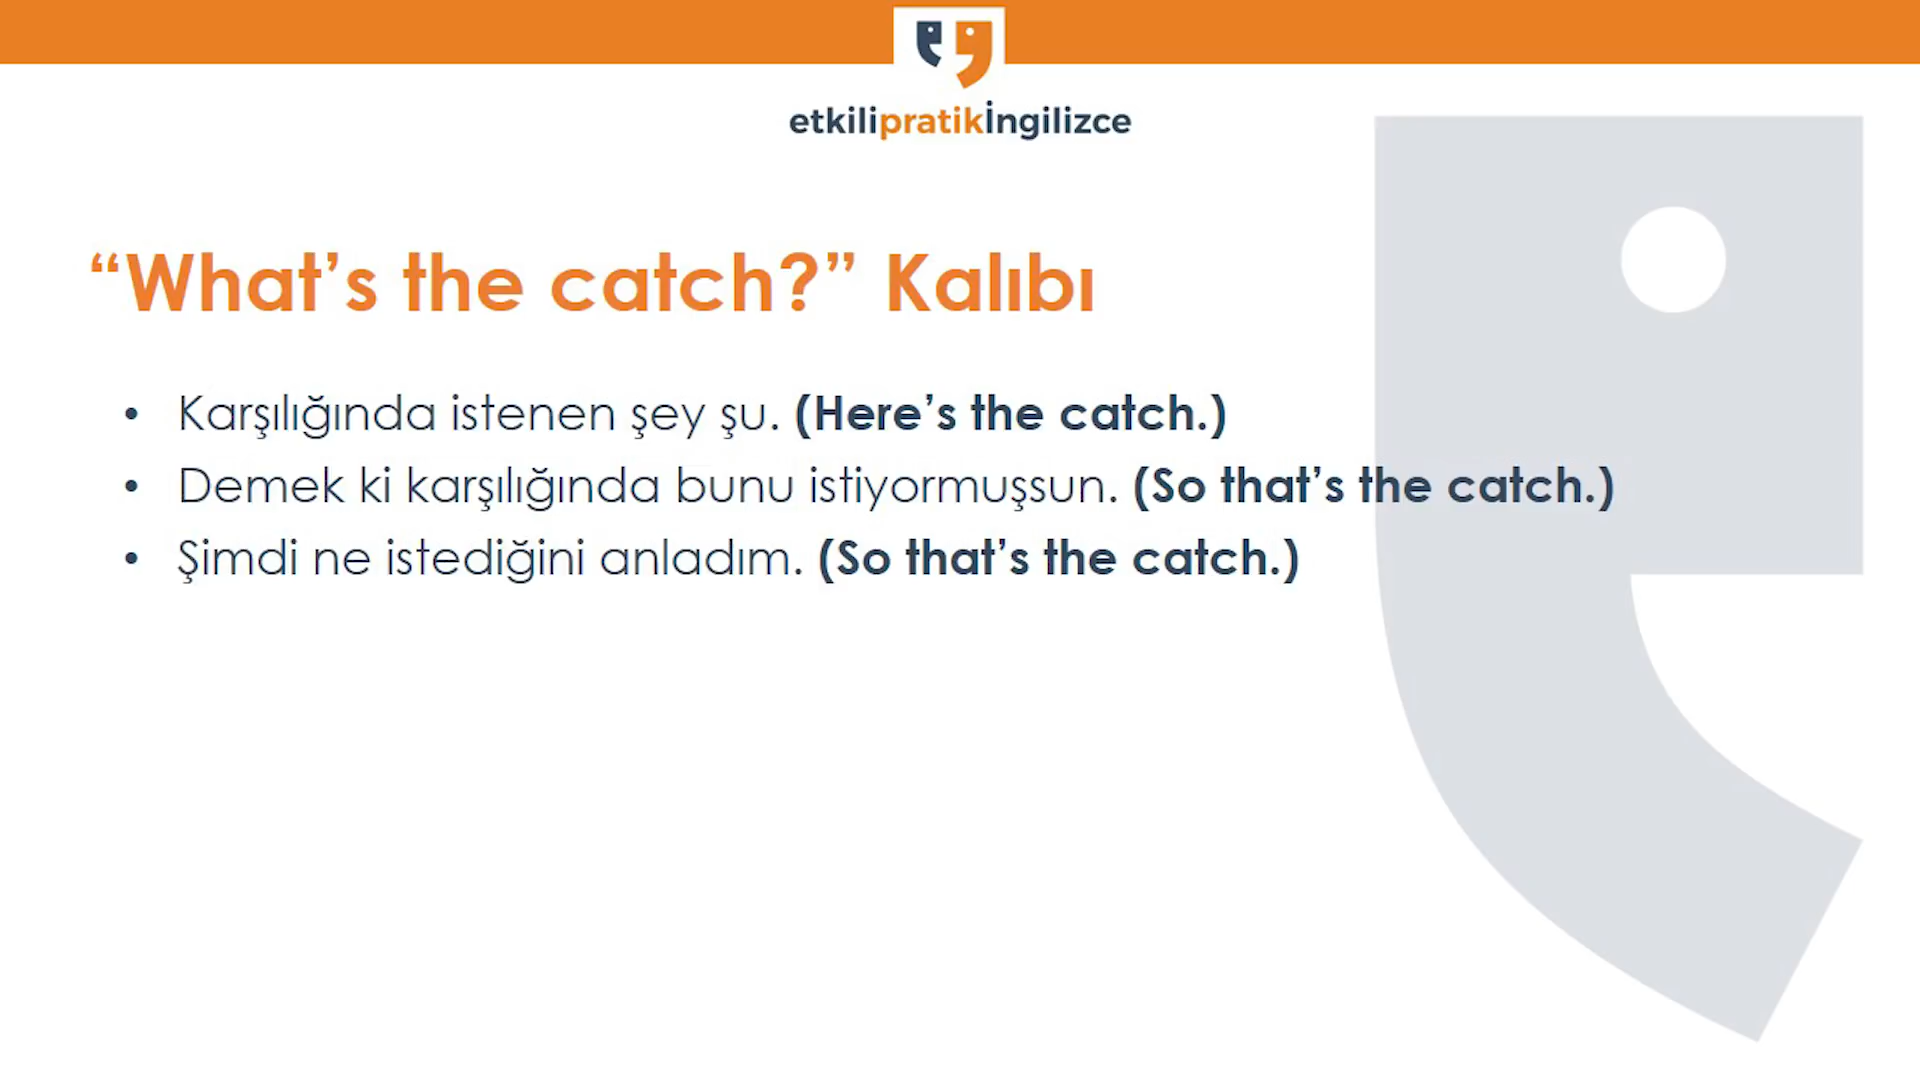 etkilipratikİngilizce
“What’s the catch?” Kalıbı
• Karşılığında istenen şey şu. (Here’s the catch.)
• Demek ki karşılığında bunu istiyormuşsun. (So that’s the catch.)
• Şimdi ne istediğini anladım. (So that’s the catch.)